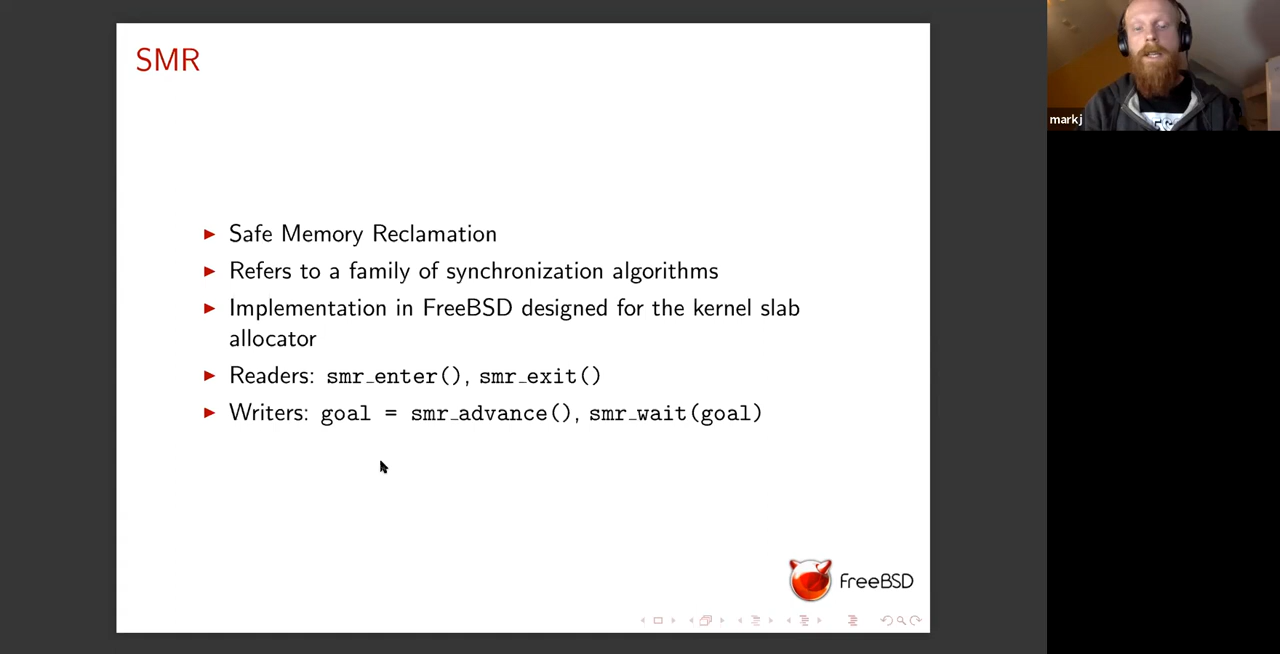 SMR
Safe Memory Reclamation
Refers to a family of synchronization algorithms
Implementation in FreeBSD designed for the kernel slab
allocator
Readers: smr_enter(), smr_exit()
Writers: goal = smr_advance(), smr_wait(goal)
FreeBSD
markj